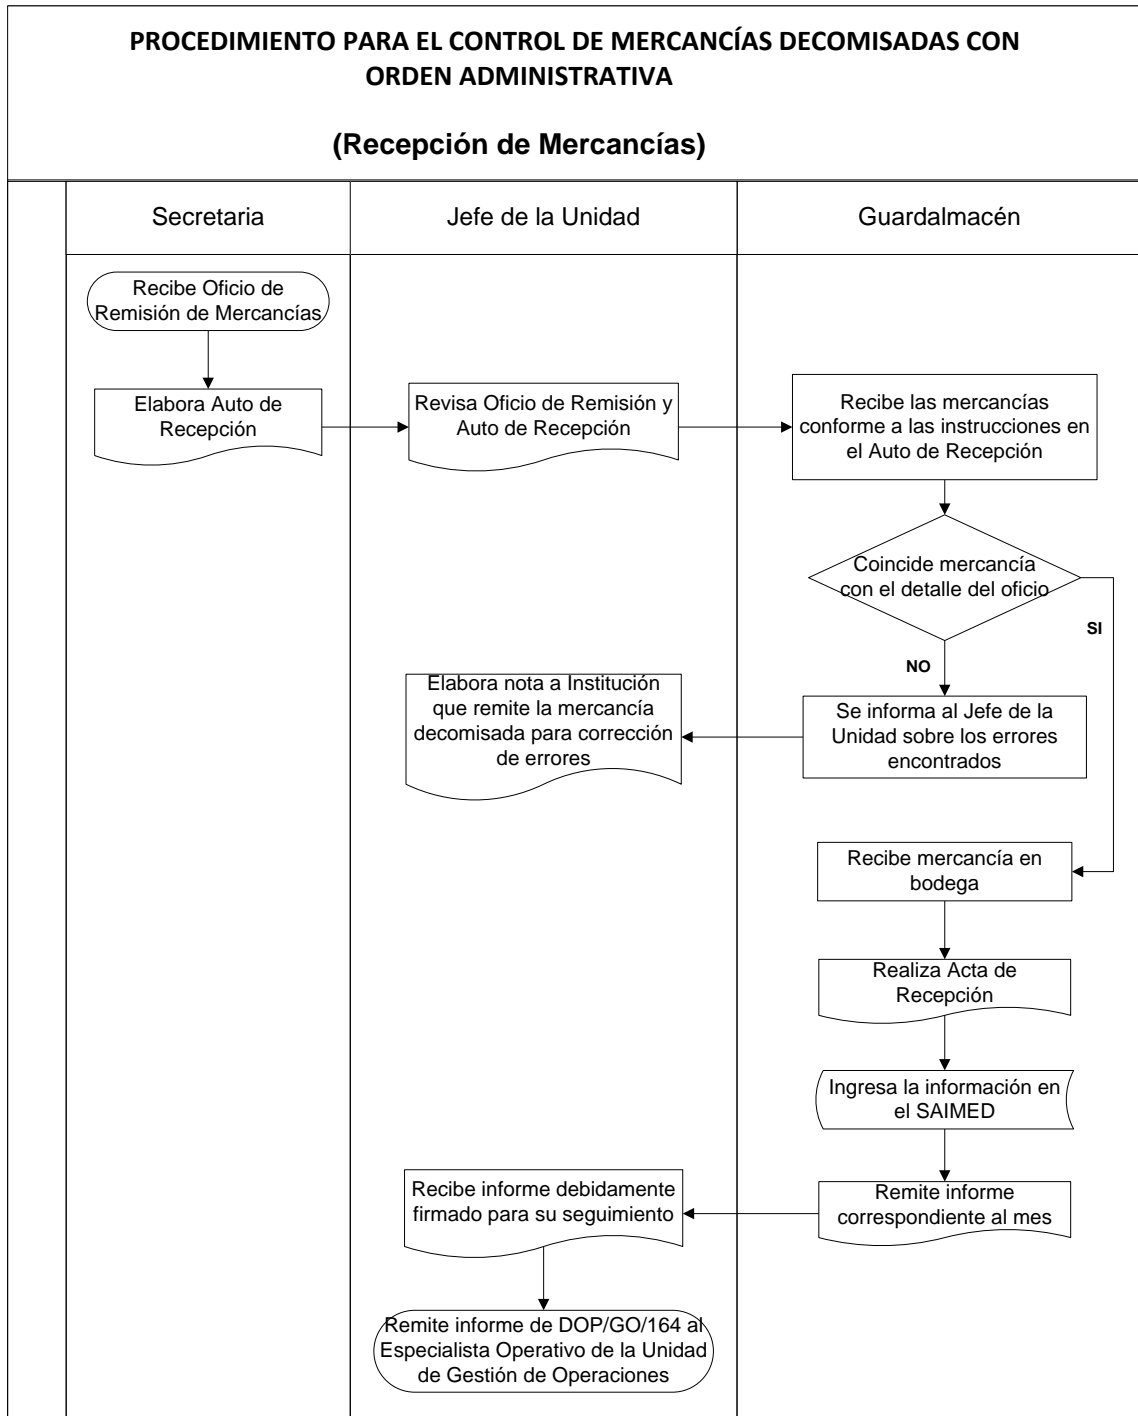 PROCEDIMIENTO PARA EL CONTROL DE MERCANCÍAS DECOMISADAS CON
ORDEN ADMINISTRATIVA
(Recepción de Mercancías)
Secretaria
Jefe de la Unidad
Guardalmacén
Recibe Oficio de
Remisión de Mercancías
Elabora Auto de
Recepción
Revisa Oficio de Remisión y
Auto de Recepción
Recibe las mercancías
conforme a las instrucciones en
el Auto de Recepción
Coincide mercancía
con el detalle del oficio
SI
NO
Elabora nota a Institución
que remite la mercancía
decomisada para corrección
de errores
Se informa al Jefe de la
Unidad sobre los errores
encontrados
Recibe mercancía en
bodega
Realiza Acta de
Recepción
Ingresa la información en
el SAIMED
Recibe informe debidamente
firmado para su seguimiento
Remite informe
correspondiente al mes
Remite informe de DOP/GO/164 al
Especialista Operativo de la Unidad
de Gestión de Operaciones